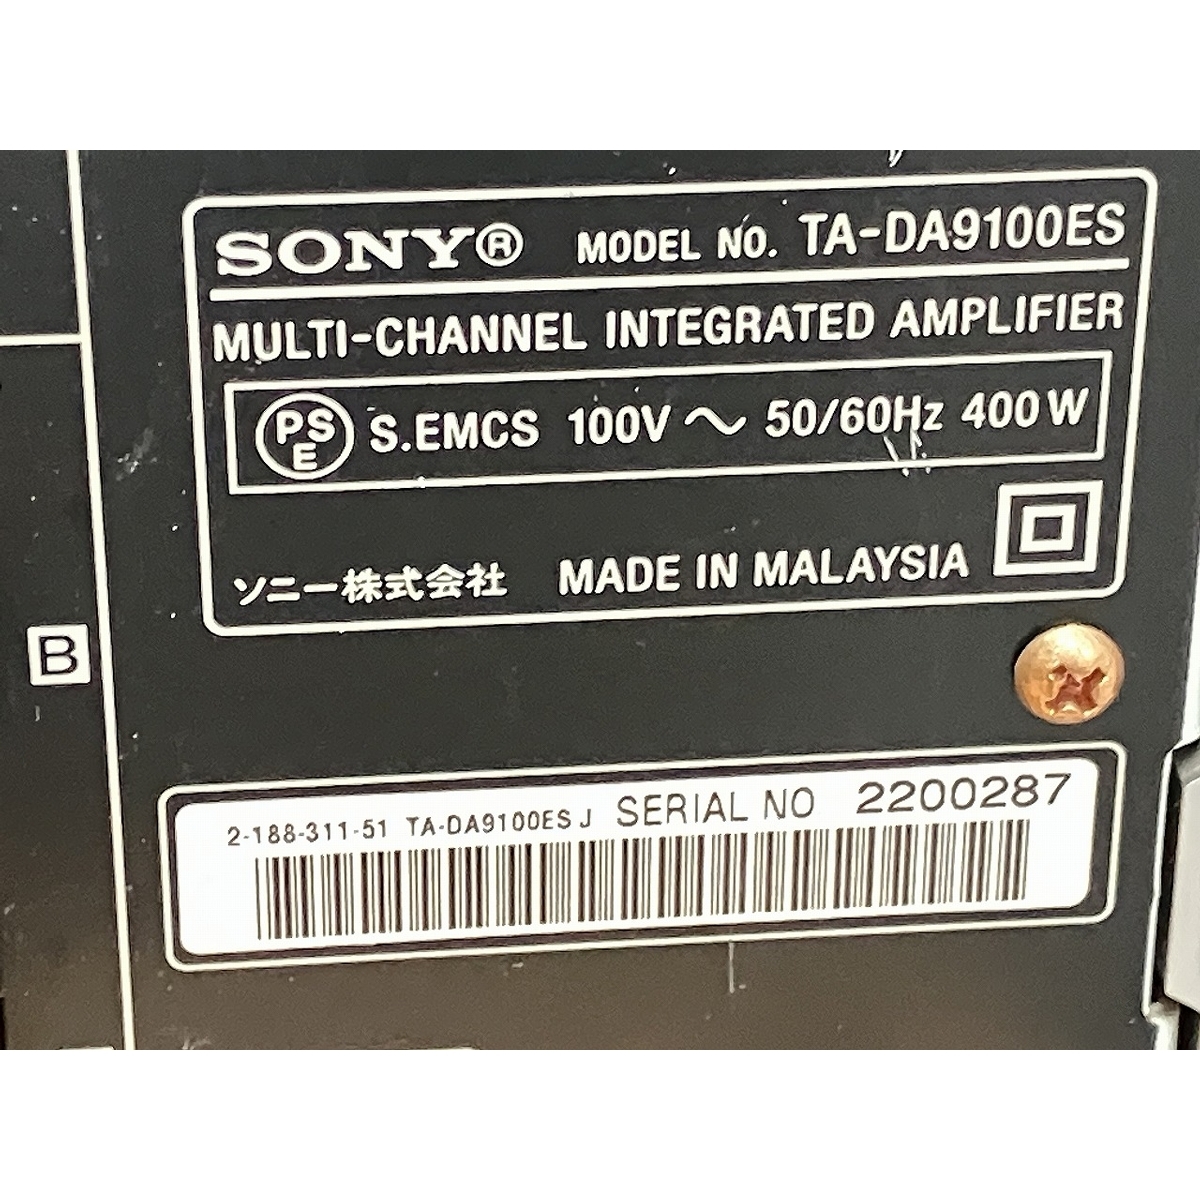 SONY® MODEL NO. TA-DA9100ES
MULTI-CHANNEL INTEGRATED AMPLIFIER
PSE S.EMCS 100V ~ 50/60Hz 400W
ソニー株式会社 MADE IN MALAYSIA
B
2-188-311-51 TA-DA9100ES J SERIAL NO 2200287